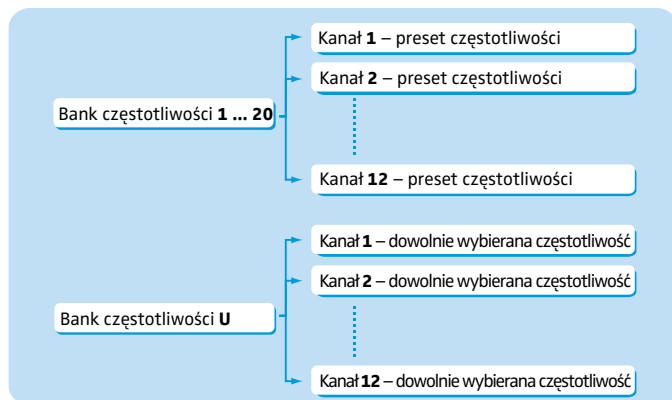 Kanał 1 – preset częstotliwości
Kanał 2 – preset częstotliwości
Bank częstotliwości 1 ... 20
Kanał 12 – preset częstotliwości
Kanał 1 – dowolnie wybierana częstotliwość
Kanał 2 – dowolnie wybierana częstotliwość
Bank częstotliwości U
Kanał 12 – dowolnie wybierana częstotliwość